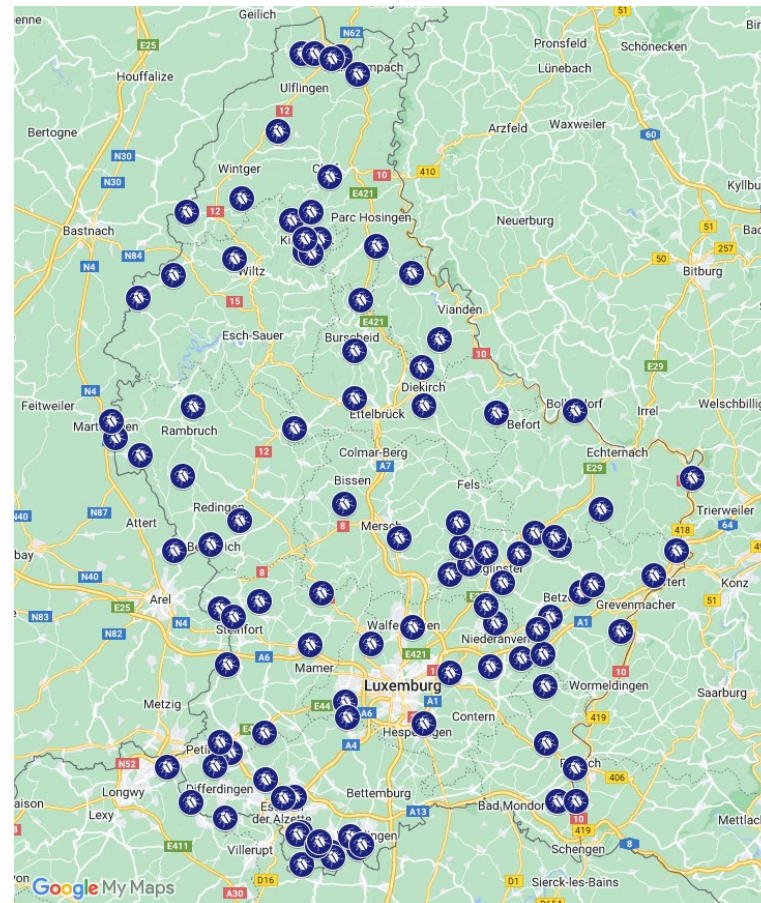 Geilich
N62
51
E25
Pronsfeld
Schönecken
Houffalize
Lünebach
Ulflingen
12
Bertogne
Arzfeld
Waxweiler
60
N30
N30
Wintger
10
410
Kyllbu
E421
12
Parc Hosingen
Neuerburg
51
Bastnach
N84
257
50
N4
Wiltz
Bitburg
15
Vianden
E421
Esch-Sauer
Burscheid
10
E29
N4
Diekirch
Feitweiler
Welschbillig
Irrel
Ettelbrück
Befort
Rambruch
12
Colmar-Berg
Echternach
A7
E29
Bissen
Fels
Trierweiler
N87
Redingen
N40
Attert
8
Mersch
418
64
N40
8
Konz
Arel
E25
Grevenmacher
51
N83
N4
Steinfort
A1
N82
Niederanven
A6
E421
Mamer
10
Luxemburg
Wormeldingen
Saarburg
Metzig
E44
A1
A6
Contern
419
A4
Hesperingen
N52
406
Differdingen
Longwy
Bettemburg
A13
Bad Mondorf
Mettlach
Lexy
der Alzette
10
419
E411
Villerupt
Schengen
8
D16
D1
Sierck-les-Bains
A30
Google My Maps